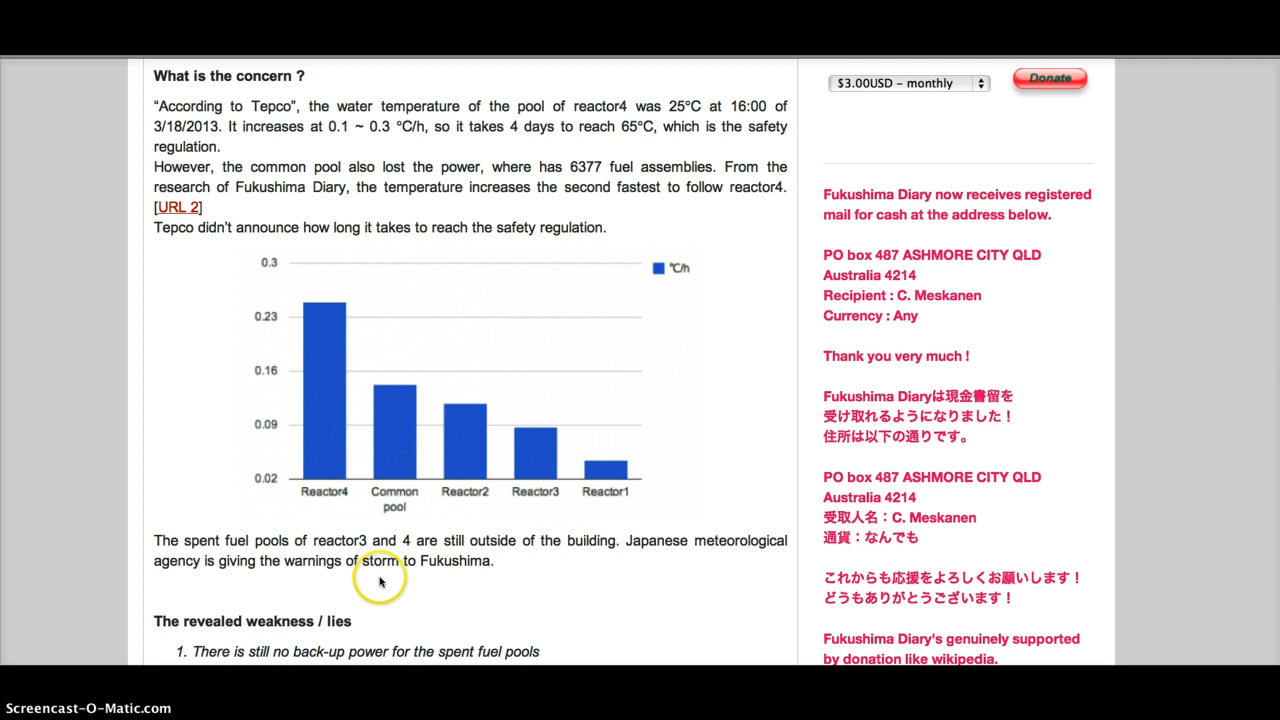 What is the concern ?
“According to Tepco”, the water temperature of the pool of reactor4 was 25°C at 16:00 of
3/18/2013. It increases at 0.1 ~ 0.3 °C/h, so it takes 4 days to reach 65°C, which is the safety
regulation.
However, the common pool also lost the power, where has 6377 fuel assemblies. From the
research of Fukushima Diary, the temperature increases the second fastest to follow reactor4.
[URL 2]
Tepco didn’t announce how long it takes to reach the safety regulation.
0.3
0.23
0.16
0.09
0.02
°C/h
Reactor4
Common
pool
Reactor2
Reactor3
Reactor1
The spent fuel pools of reactor3 and 4 are still outside of the building. Japanese meteorological
agency is giving the warnings of storm to Fukushima.
The revealed weakness / lies
1. There is still no back-up power for the spent fuel pools
$3.00USD – monthly
Donate
Fukushima Diary now receives registered
mail for cash at the address below.
PO box 487 ASHMORE CITY QLD
Australia 4214
Recipient : C. Meskanen
Currency : Any
Thank you very much !
Fukushima Diaryは現金書留を
受け取れるようになりました！
住所は以下の通りです。
PO box 487 ASHMORE CITY QLD
Australia 4214
受取人名：C. Meskanen
通貨：なんでも
これからも応援をよろしくお願いします！
どうもありがとうございます！
Fukushima Diary's genuinely supported
by donation like wikipedia.
Screencast-O-Matic.com